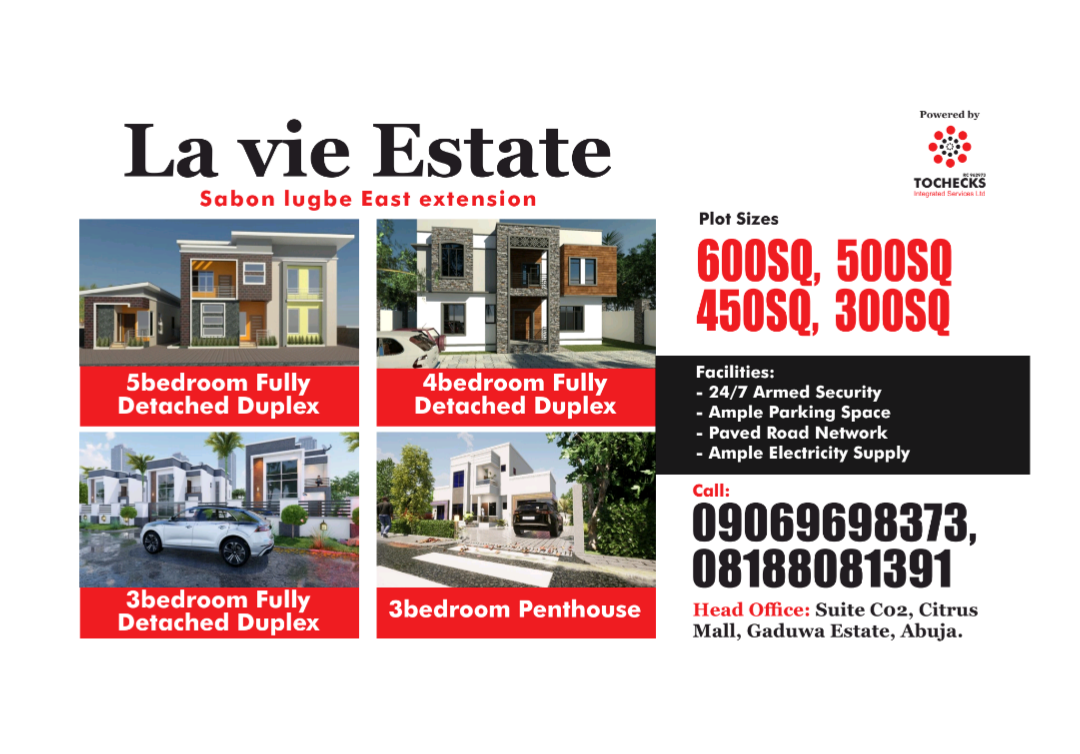 La vie Estate
Sabon lugbe East extension
Powered by
RC 962973
TOCHECKS
Integrated Services Ltd
5bedroom Fully
Detached Duplex
4bedroom Fully
Detached Duplex
3bedroom Fully
Detached Duplex
3bedroom Penthouse
Plot Sizes
600SQ, 500SQ
450SQ, 300SQ
Facilities:
- 24/7 Armed Security
- Ample Parking Space
- Paved Road Network
- Ample Electricity Supply
Call:
09069698373,
08188081391
Head Office: Suite C02, Citrus
Mall, Gaduwa Estate, Abuja.